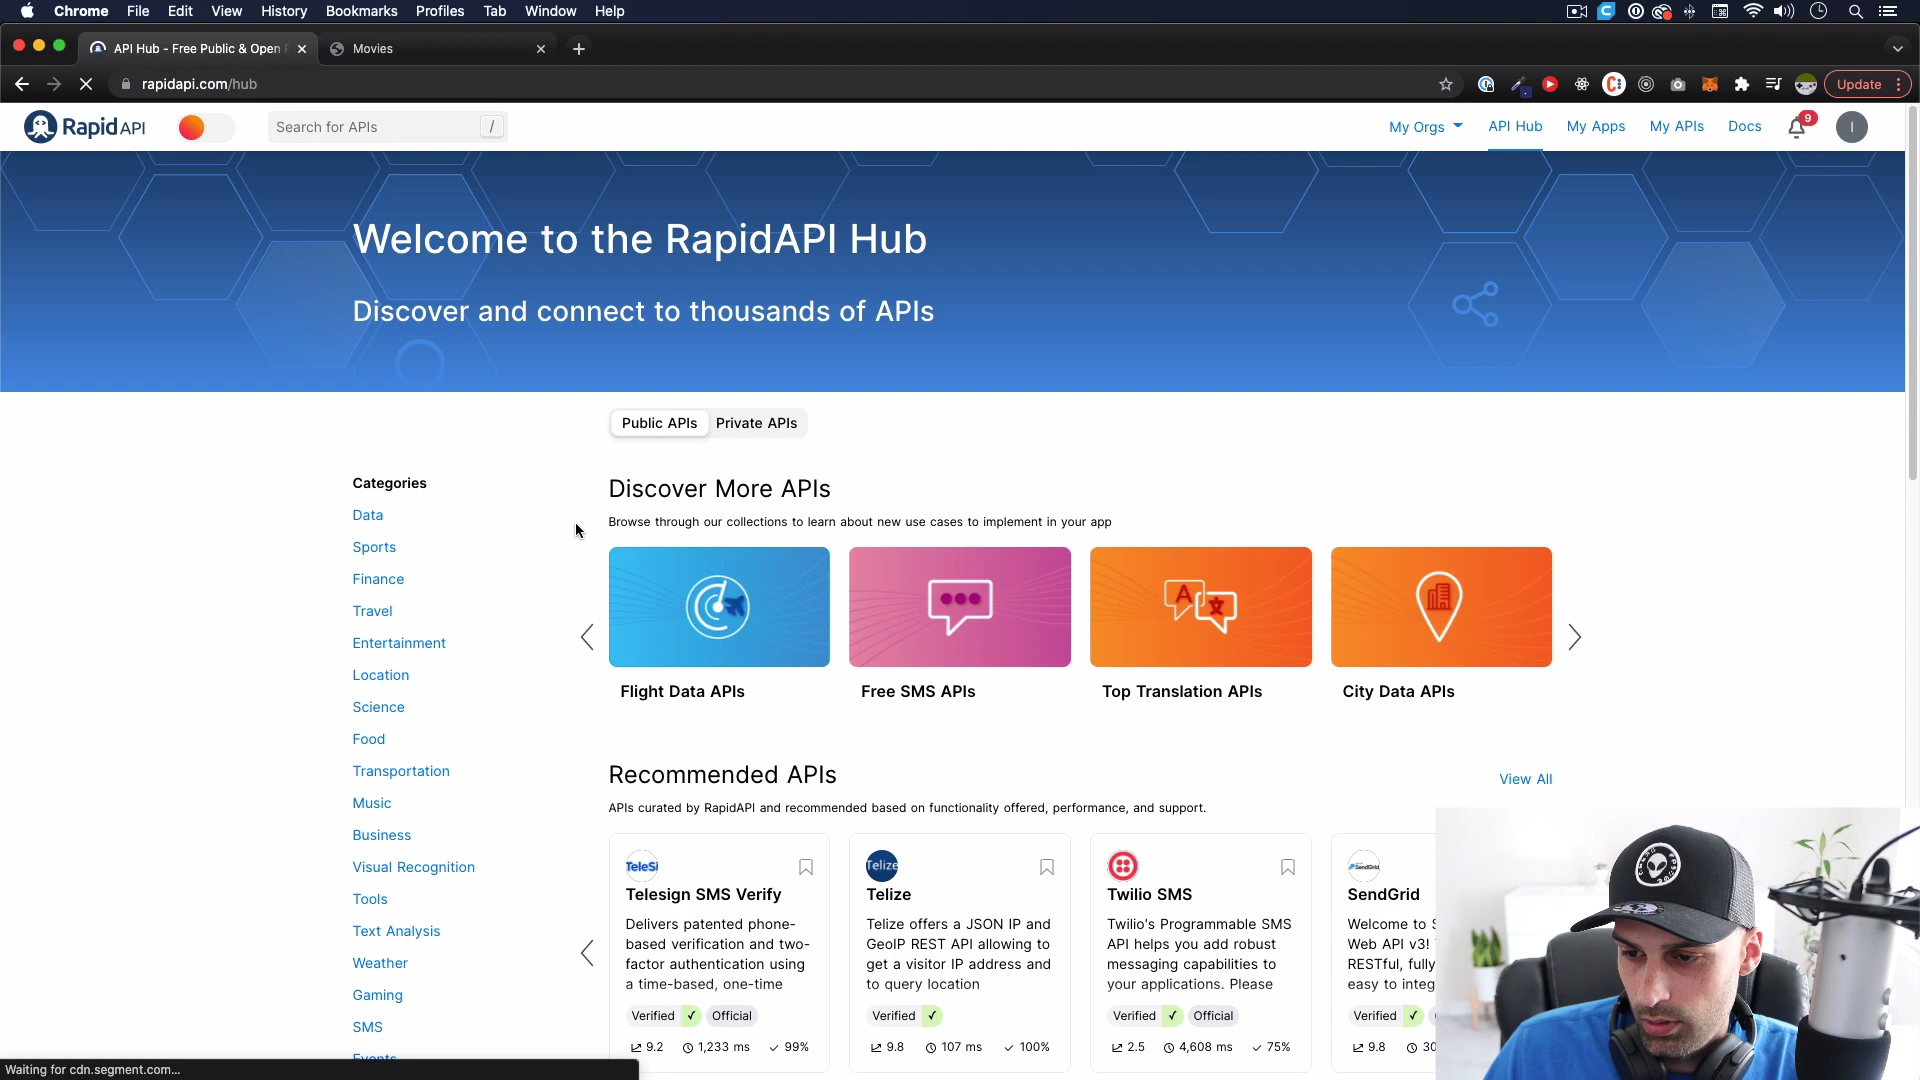 Chrome File Edit View History Bookmarks Profiles Tab Window Help
API Hub - Free Public & Open
Movies
rapidapi.com/hub
Update
Rapid API
Search for APIs /
My Orgs API Hub My Apps My APIs Docs 9 I
Welcome to the RapidAPI Hub
Discover and connect to thousands of APIs
Public APIs Private APIs
Categories
Data
Sports
Finance
Travel
Entertainment
Location
Science
Food
Transportation
Music
Business
Visual Recognition
Tools
Text Analysis
Weather
Gaming
SMS
Events
Discover More APIs
Browse through our collections to learn about new use cases to implement in your app
Flight Data APIs
Free SMS APIs
Top Translation APIs
City Data APIs
Recommended APIs
View All
APIs curated by RapidAPI and recommended based on functionality offered, performance, and support.
TeleSi
Telesign SMS Verify
Delivers patented phone-
based verification and two-
factor authentication using
a time-based, one-time
Verified ✓ Official
9.2 1,233 ms 99%
Telize
Telize
Telize offers a JSON IP and
GeoIP REST API allowing to
get a visitor IP address and
to query location
Verified ✓
9.8 107 ms 100%
Twilio SMS
Twilio's Programmable SMS
API helps you add robust
messaging capabilities to
your applications. Please
Verified ✓ Official
2.5 4,608 ms 75%
SendGrid
SendGrid
Welcome to S
Web API v3!
RESTful, fully
easy to integ
Verified ✓
9.8 30
Waiting for cdn.segment.com...